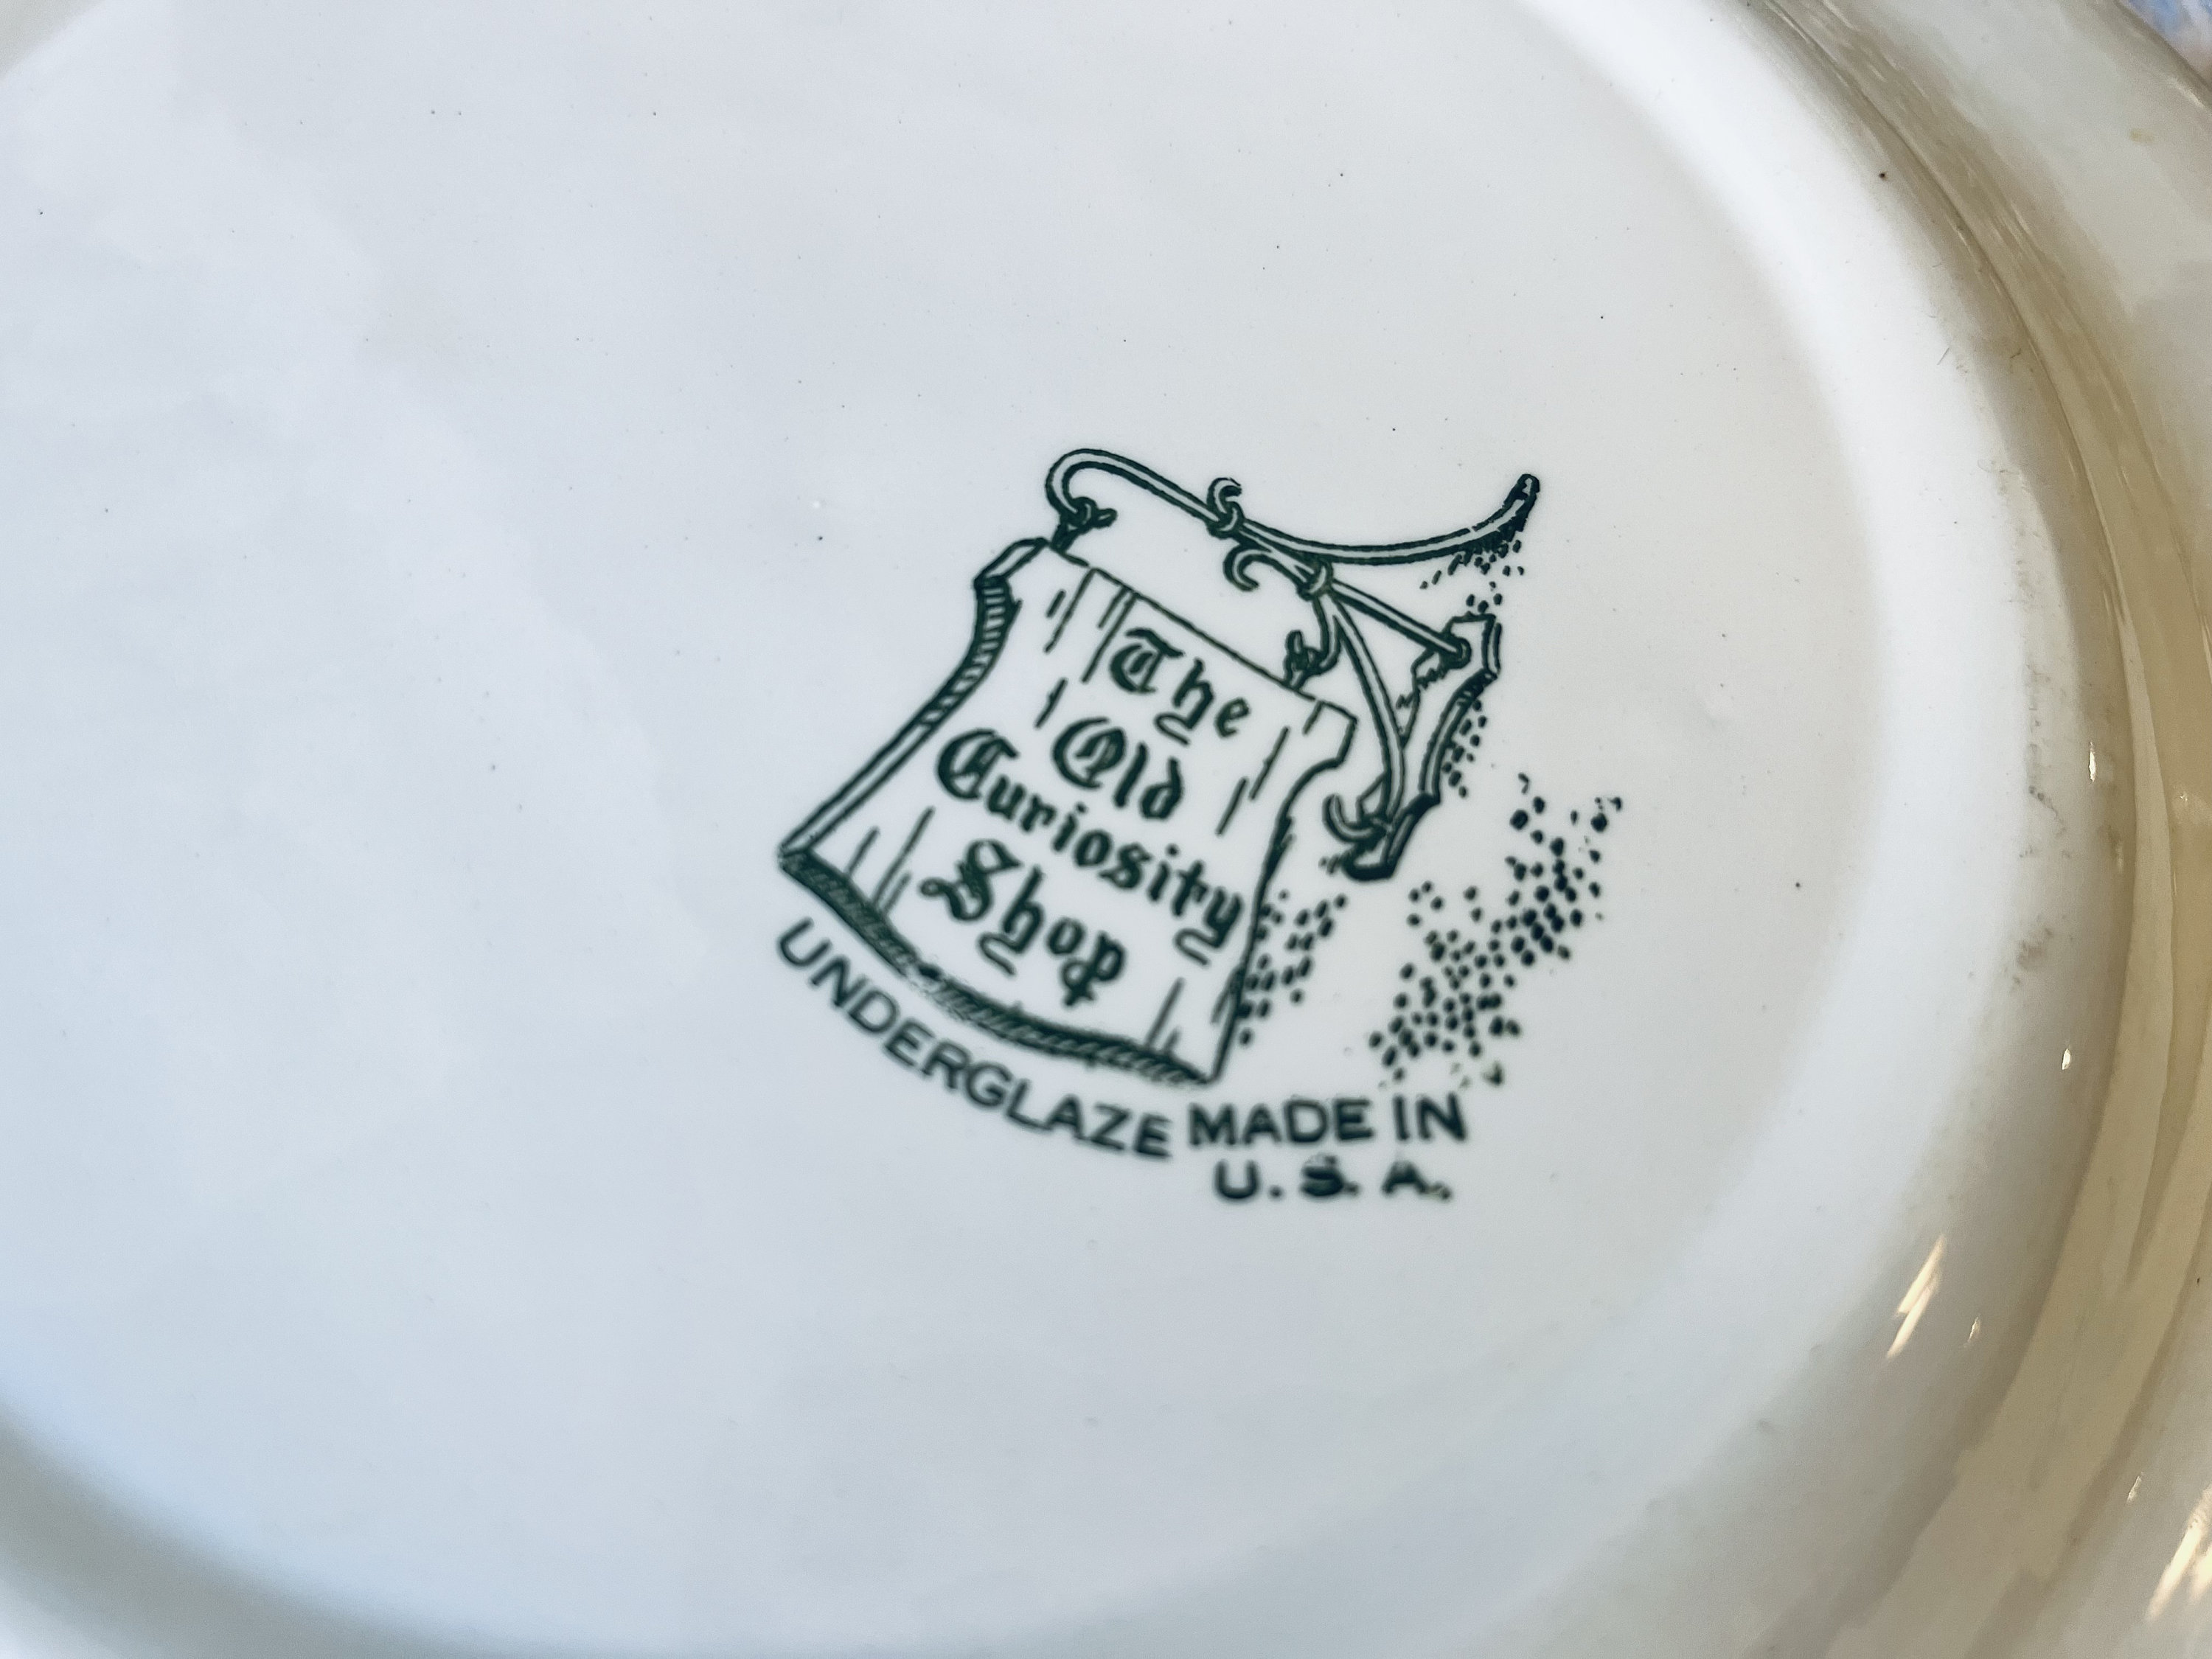 The
Old
Curiosity
Shop
UNDERGLAZE MADE IN
U. S. A.